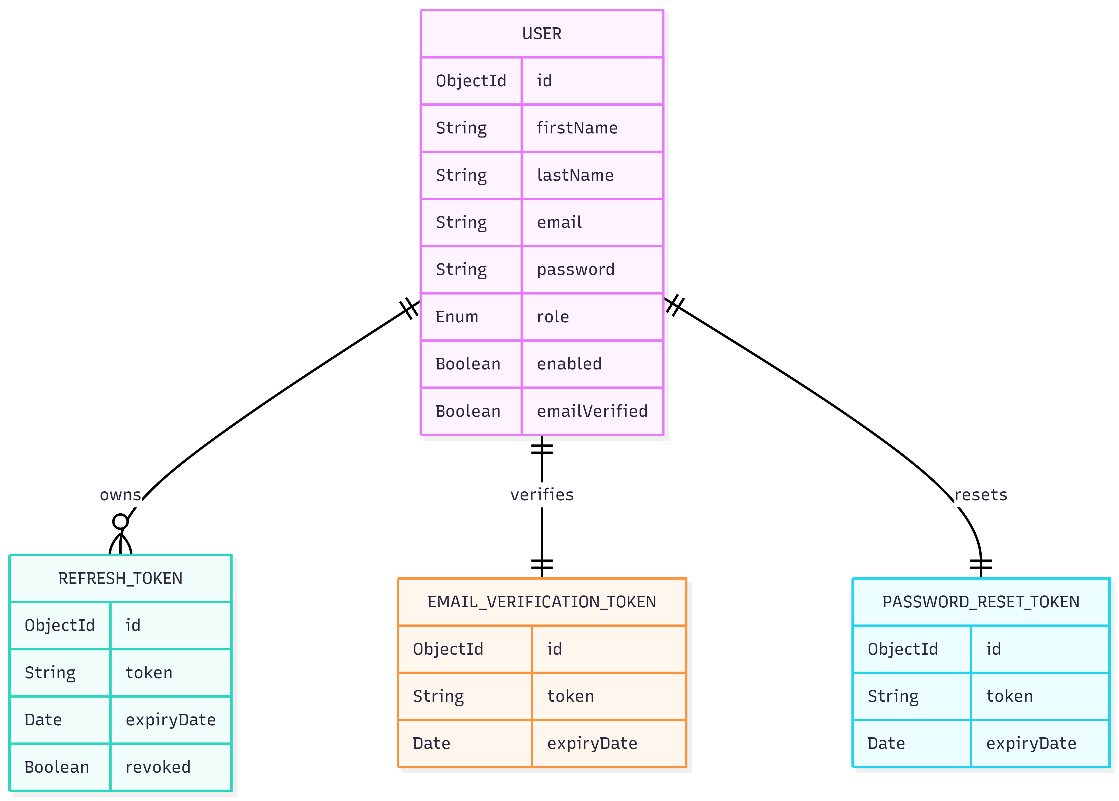 USER
ObjectId id
String firstName
String lastName
String email
String password
Enum role
Boolean enabled
Boolean emailVerified
owns
verifies
resets
REFRESH_TOKEN
ObjectId id
String token
Date expiryDate
Boolean revoked
EMAIL_VERIFICATION_TOKEN
ObjectId id
String token
Date expiryDate
PASSWORD_RESET_TOKEN
ObjectId id
String token
Date expiryDate